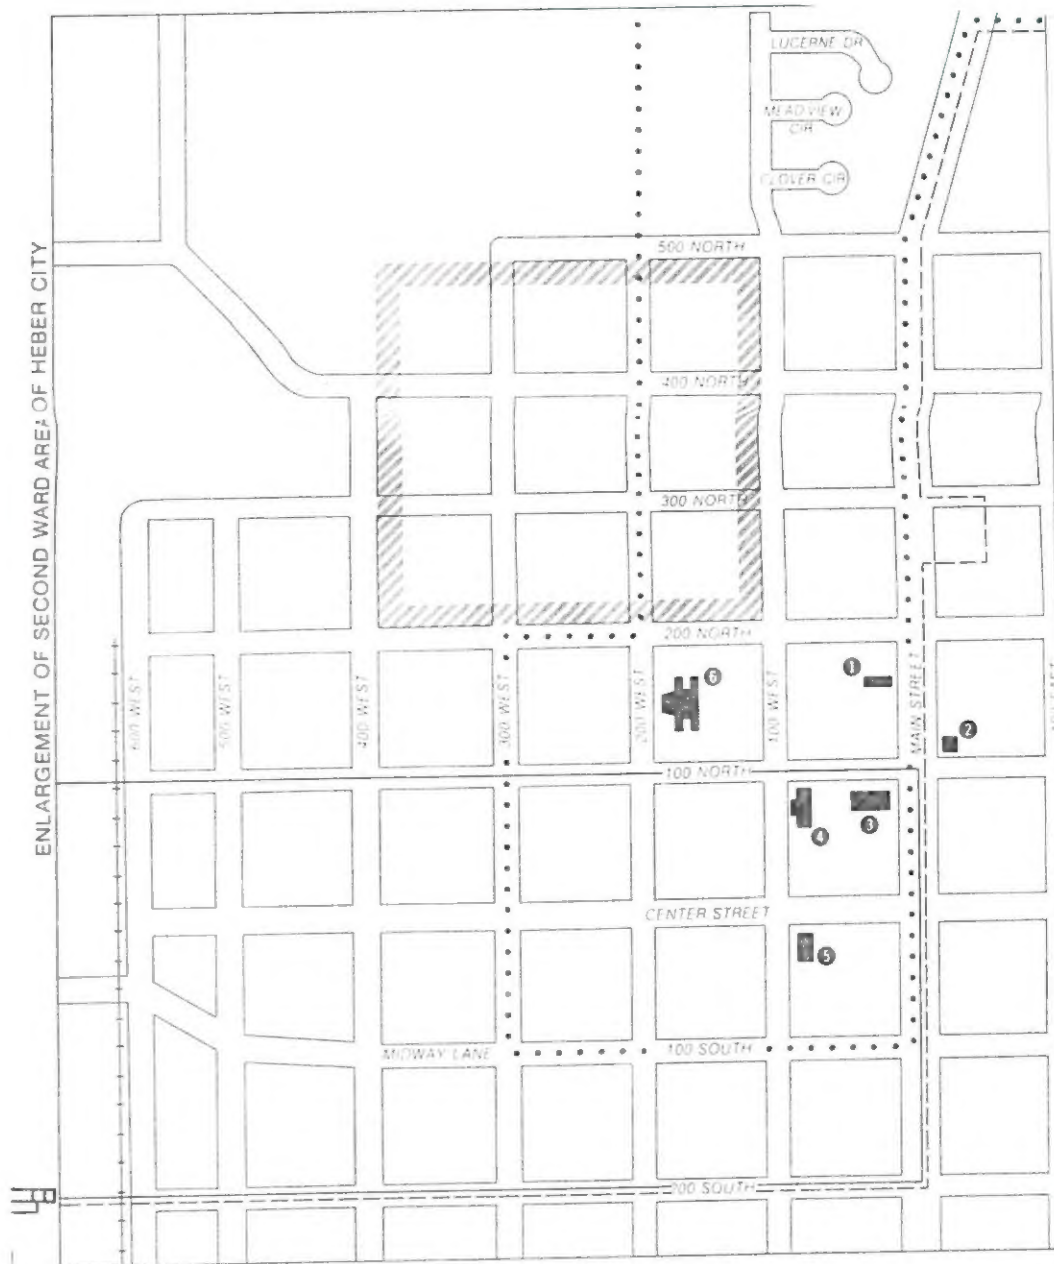 ENLARGEMENT OF SECOND WARD AREA OF HEBER CITY
LUCERNE DR
MEAD VIEW
CIR
CLOVER CIR
500 NORTH
400 NORTH
300 NORTH
200 NORTH
600 WEST
500 WEST
400 WEST
300 WEST
200 WEST
100 WEST
MAIN STREET
6
1
2
100 NORTH
4
3
CENTER STREET
5
MIDWAY LANE
100 SOUTH
200 SOUTH